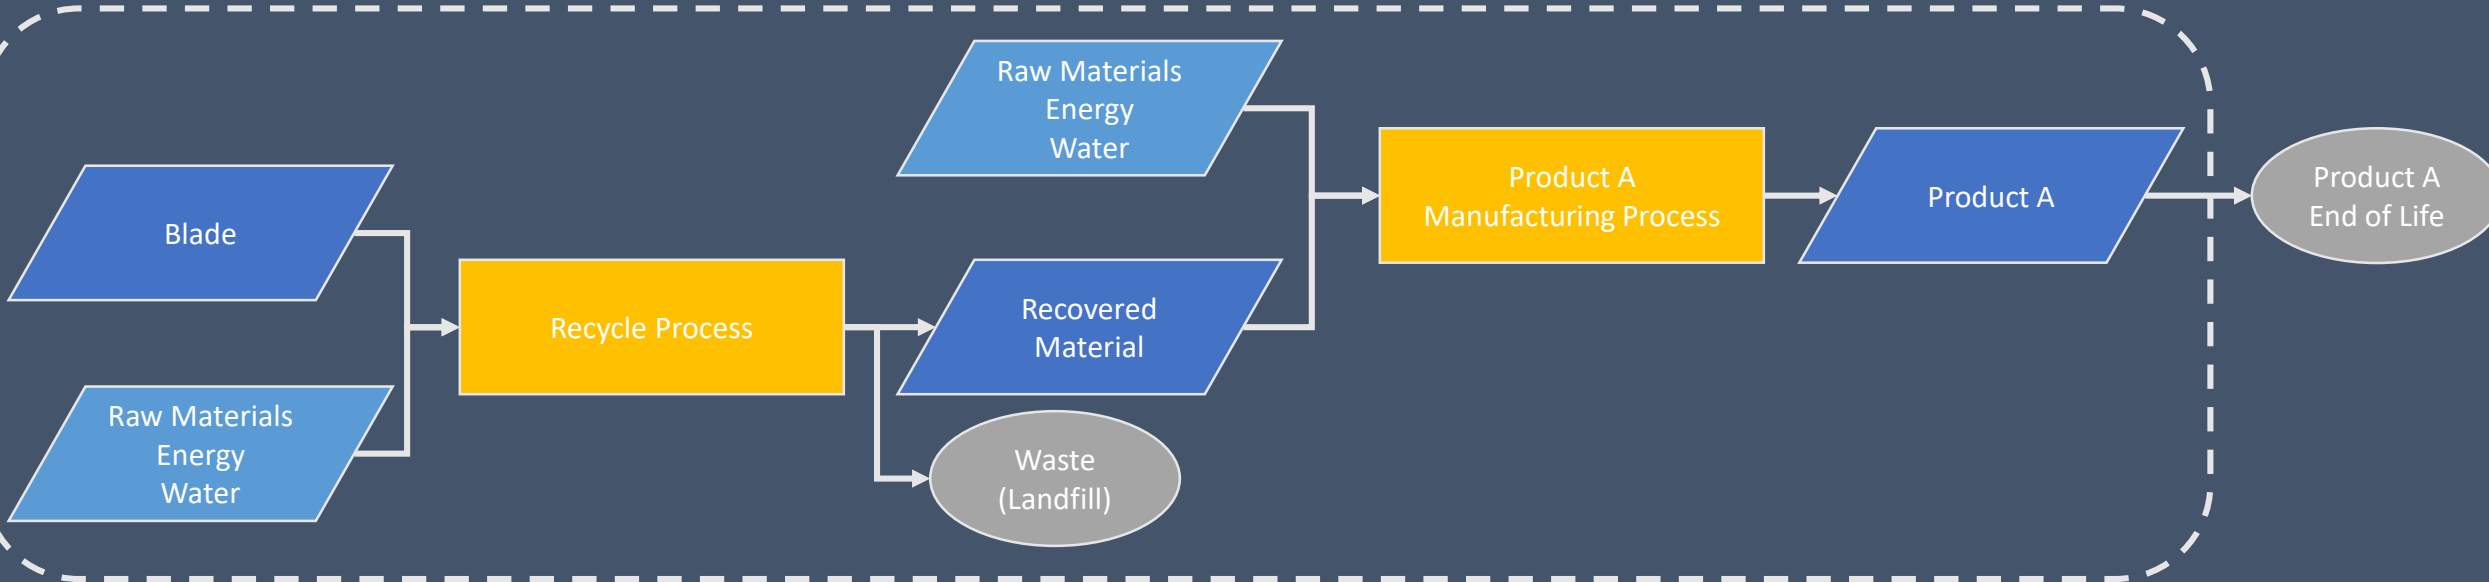 Blade
Raw Materials
Energy
Water
Recycle Process
Raw Materials
Energy
Water
Recovered
Material
Waste
(Landfill)
Product A
Manufacturing Process
Product A
Product A
End of Life